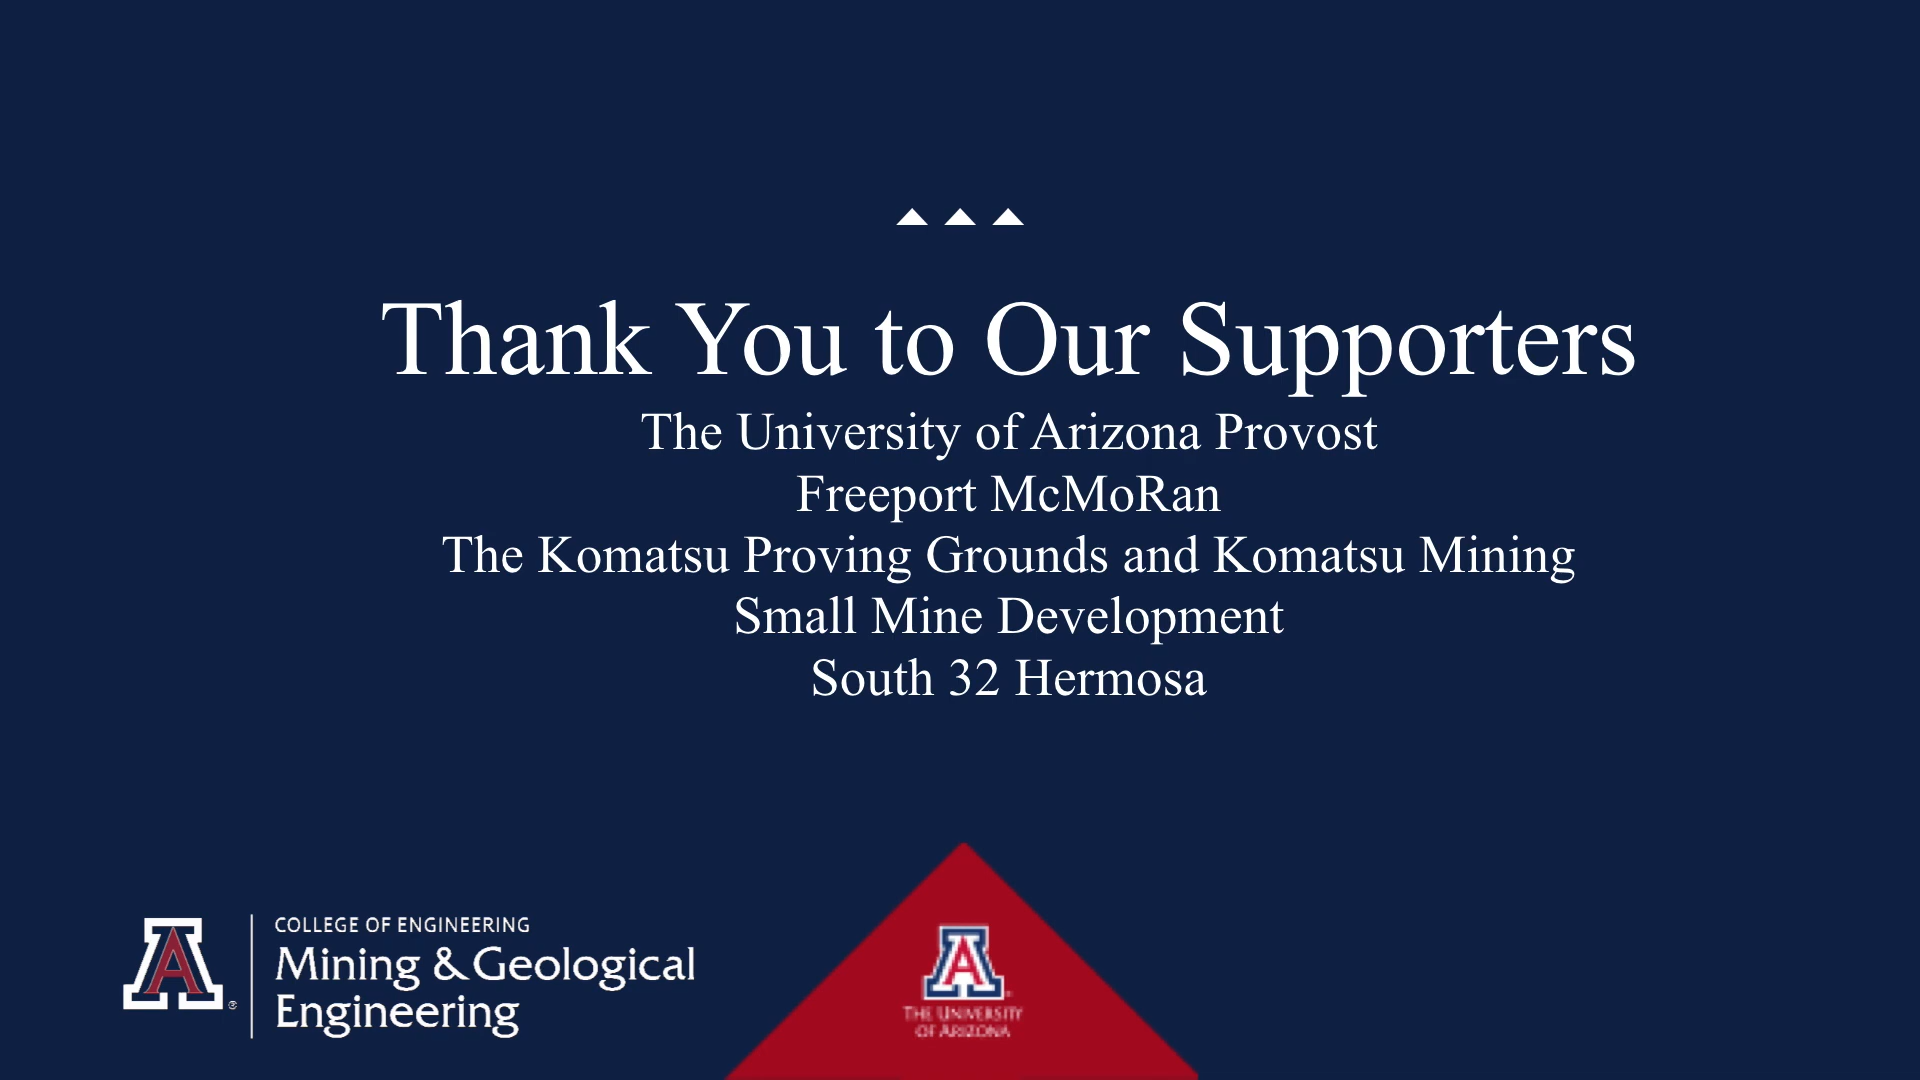 Thank You to Our Supporters
The University of Arizona Provost
Freeport McMoRan
The Komatsu Proving Grounds and Komatsu Mining
Small Mine Development
South 32 Hermosa
A ®
COLLEGE OF ENGINEERING
Mining & Geological
Engineering
A
THE UNIVERSITY
OF ARIZONA